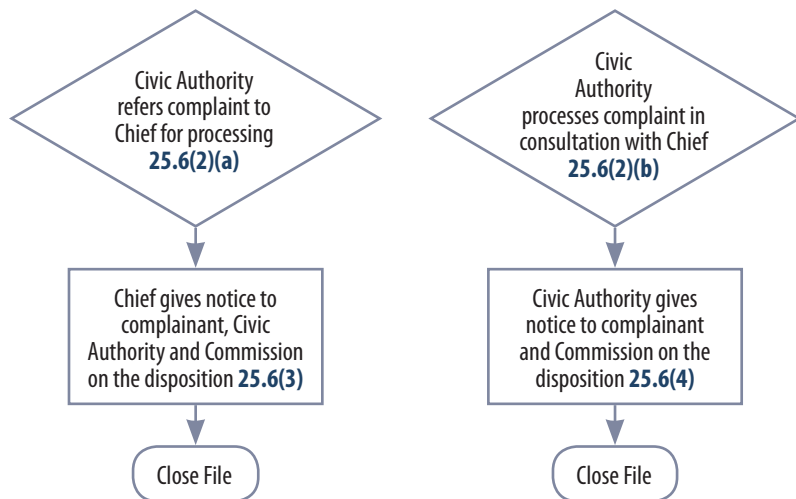 Civic Authority
refers complaint to
Chief for processing
25.6(2)(a)
Chief gives notice to
complainant, Civic
Authority and Commission
on the disposition 25.6(3)
Close File
Civic
Authority
processes complaint in
consultation with Chief
25.6(2)(b)
Civic Authority gives
notice to complainant
and Commission on the
disposition 25.6(4)
Close File